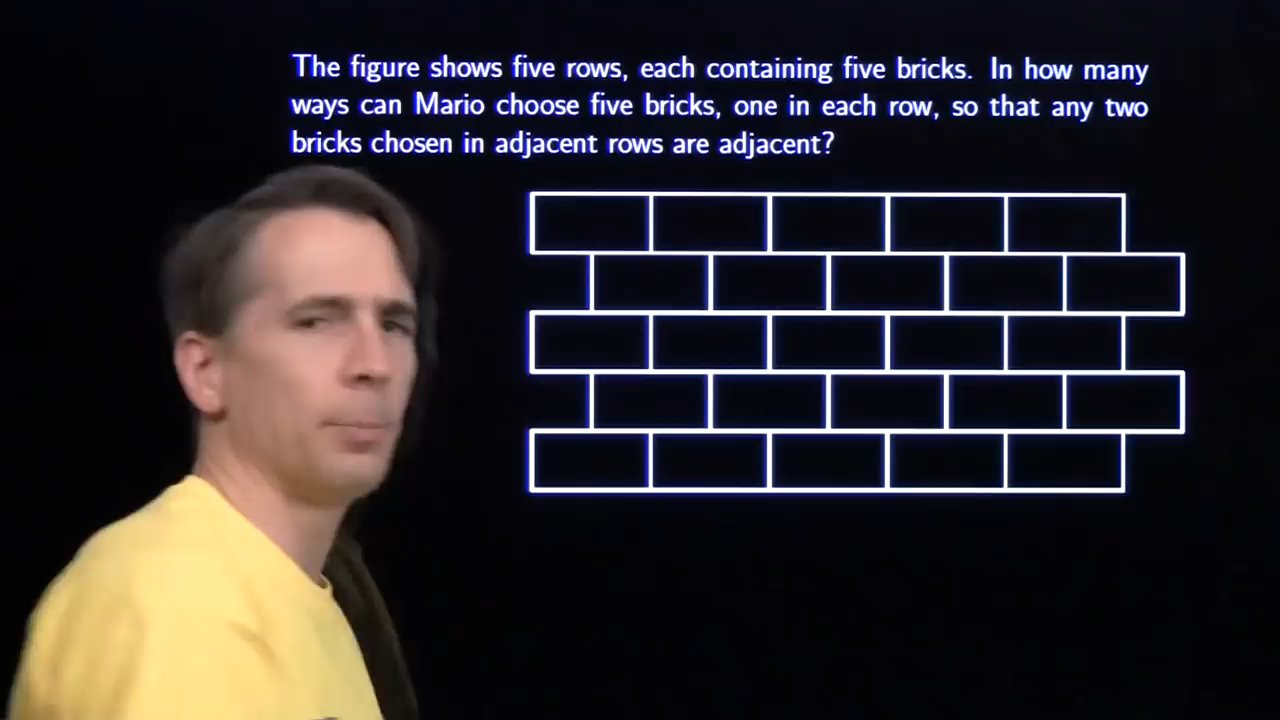 The figure shows five rows, each containing five bricks. In how many
ways can Mario choose five bricks, one in each row, so that any two
bricks chosen in adjacent rows are adjacent?